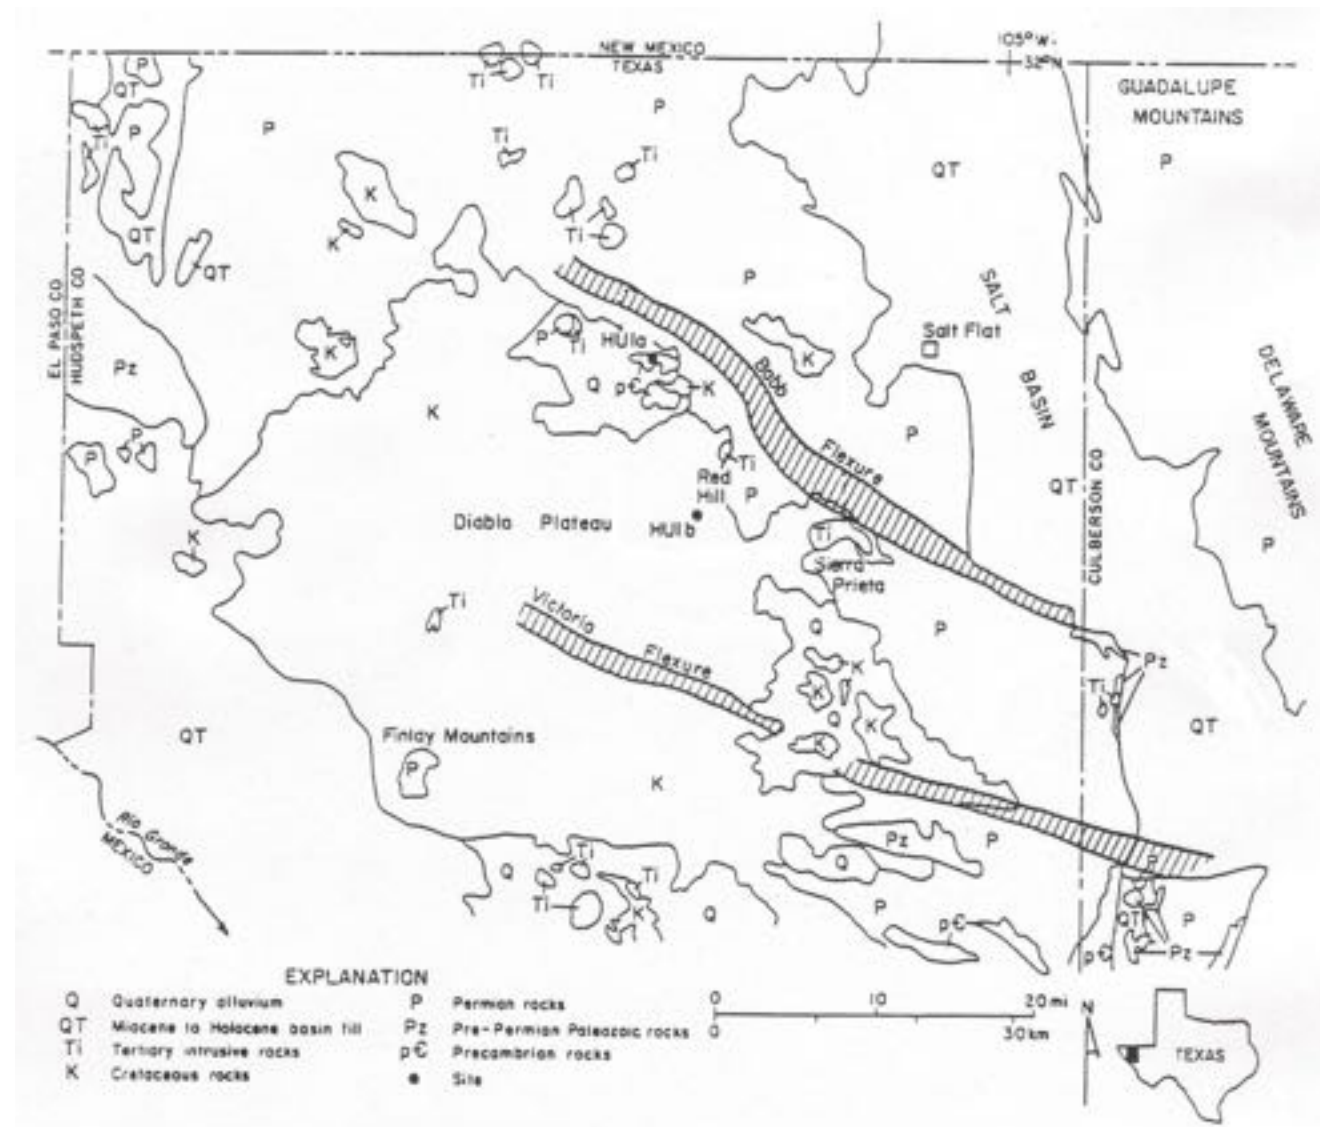 NEW MEXICO
TEXAS
105° W.
32° N
GUADALUPE
MOUNTAINS
P
QT
Ti
Ti
P
P
P
Ti
Ti
Ti
QT
P
K
K
Ti
QT
QT
EL PASO CO
HUDSPETH CO
P
SALT
BASIN
Salt Flat
DELAWARE
MOUNTAINS
Pz
K
P
Ti
HUIa
Q
p€
K
K
Babb
Flexure
K
P
P
P
Ti
Red
Hill
P
QT
CULBERSON CO
Diablo Plateau
HUIb
K
Ti
Sierra
Prieta
P
Ti
Victorio
Flexure
Q
P
K
K
Q
K
K
Pz
Ti
QT
QT
Finlay Mountains
P
K
Rio Grande
MEXICO
Pz
P
Q
Q
Ti
Ti
Ti
K
Q
P
p€
P
QT
P
p€
Pz
EXPLANATION
Q Quaternary alluvium
QT Miocene to Holocene basin fill
Ti Tertiary intrusive rocks
K Cretaceous rocks
P Permian rocks
Pz Pre-Permian Paleozoic rocks
p€ Precambrian rocks
Site
0 10 20 mi
0 30 km
N
TEXAS